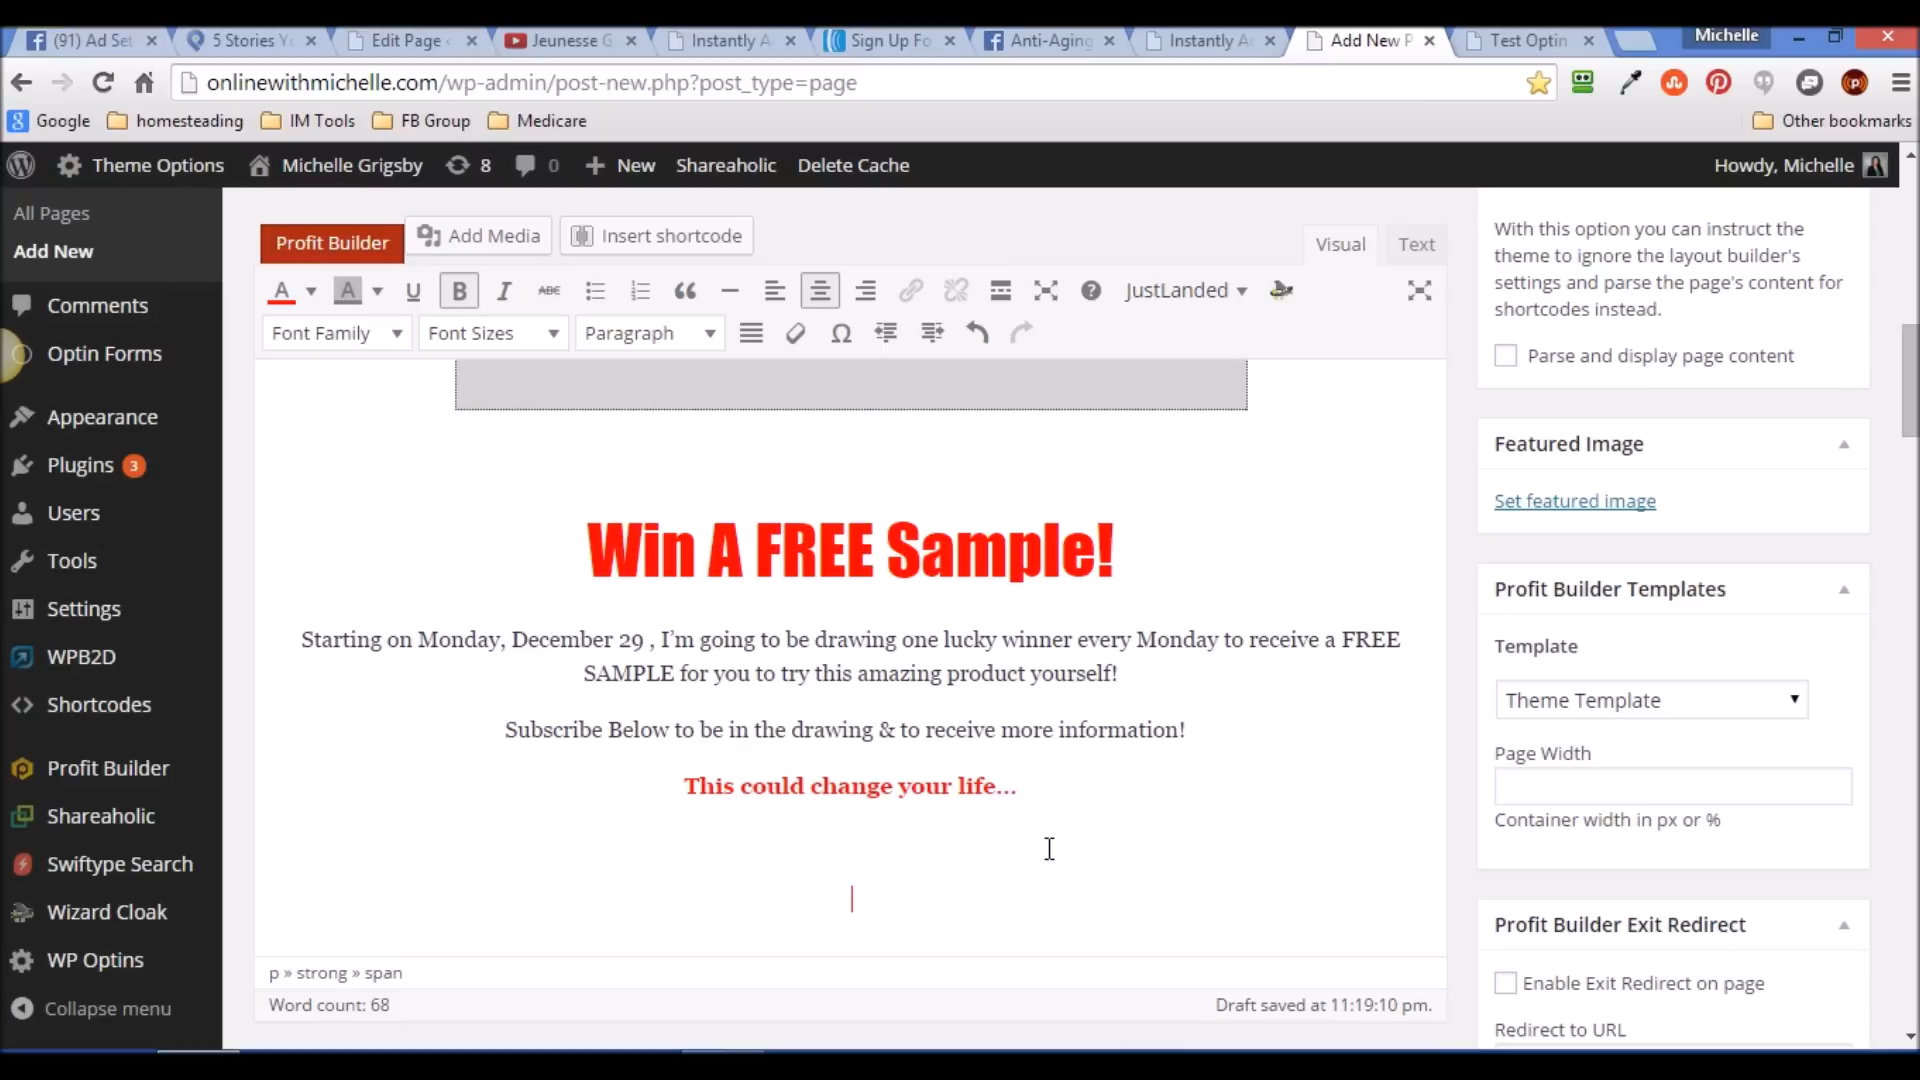 (91) Ad Set
5 Stories Yo
Edit Page
Jeunesse G
Instantly A
Sign Up Fo
Anti-Aging
Instantly A
Add New P
Test Optin
Michelle
onlinewithmichelle.com/wp-admin/post-new.php?post_type=page
Google
homesteading
IM Tools
FB Group
Medicare
Other bookmarks
Theme Options
Michelle Grigsby
8
0
New
Shareaholic
Delete Cache
Howdy, Michelle
All Pages
Add New
Comments
Optin Forms
Appearance
Plugins 3
Users
Tools
Settings
WPB2D
Shortcodes
Profit Builder
Shareaholic
Swiftype Search
Wizard Cloak
WP Optins
Collapse menu
Profit Builder
Add Media
Insert shortcode
Visual
Text
A
A
U
B
I
ABC
JustLanded
Font Family
Font Sizes
Paragraph
Ω
Win A FREE Sample!
Starting on Monday, December 29 , I'm going to be drawing one lucky winner every Monday to receive a FREE
SAMPLE for you to try this amazing product yourself!
Subscribe Below to be in the drawing & to receive more information!
This could change your life...
p » strong » span
Word count: 68
Draft saved at 11:19:10 pm.
With this option you can instruct the
theme to ignore the layout builder's
settings and parse the page's content for
shortcodes instead.
Parse and display page content
Featured Image
Set featured image
Profit Builder Templates
Template
Theme Template
Page Width
Container width in px or %
Profit Builder Exit Redirect
Enable Exit Redirect on page
Redirect to URL